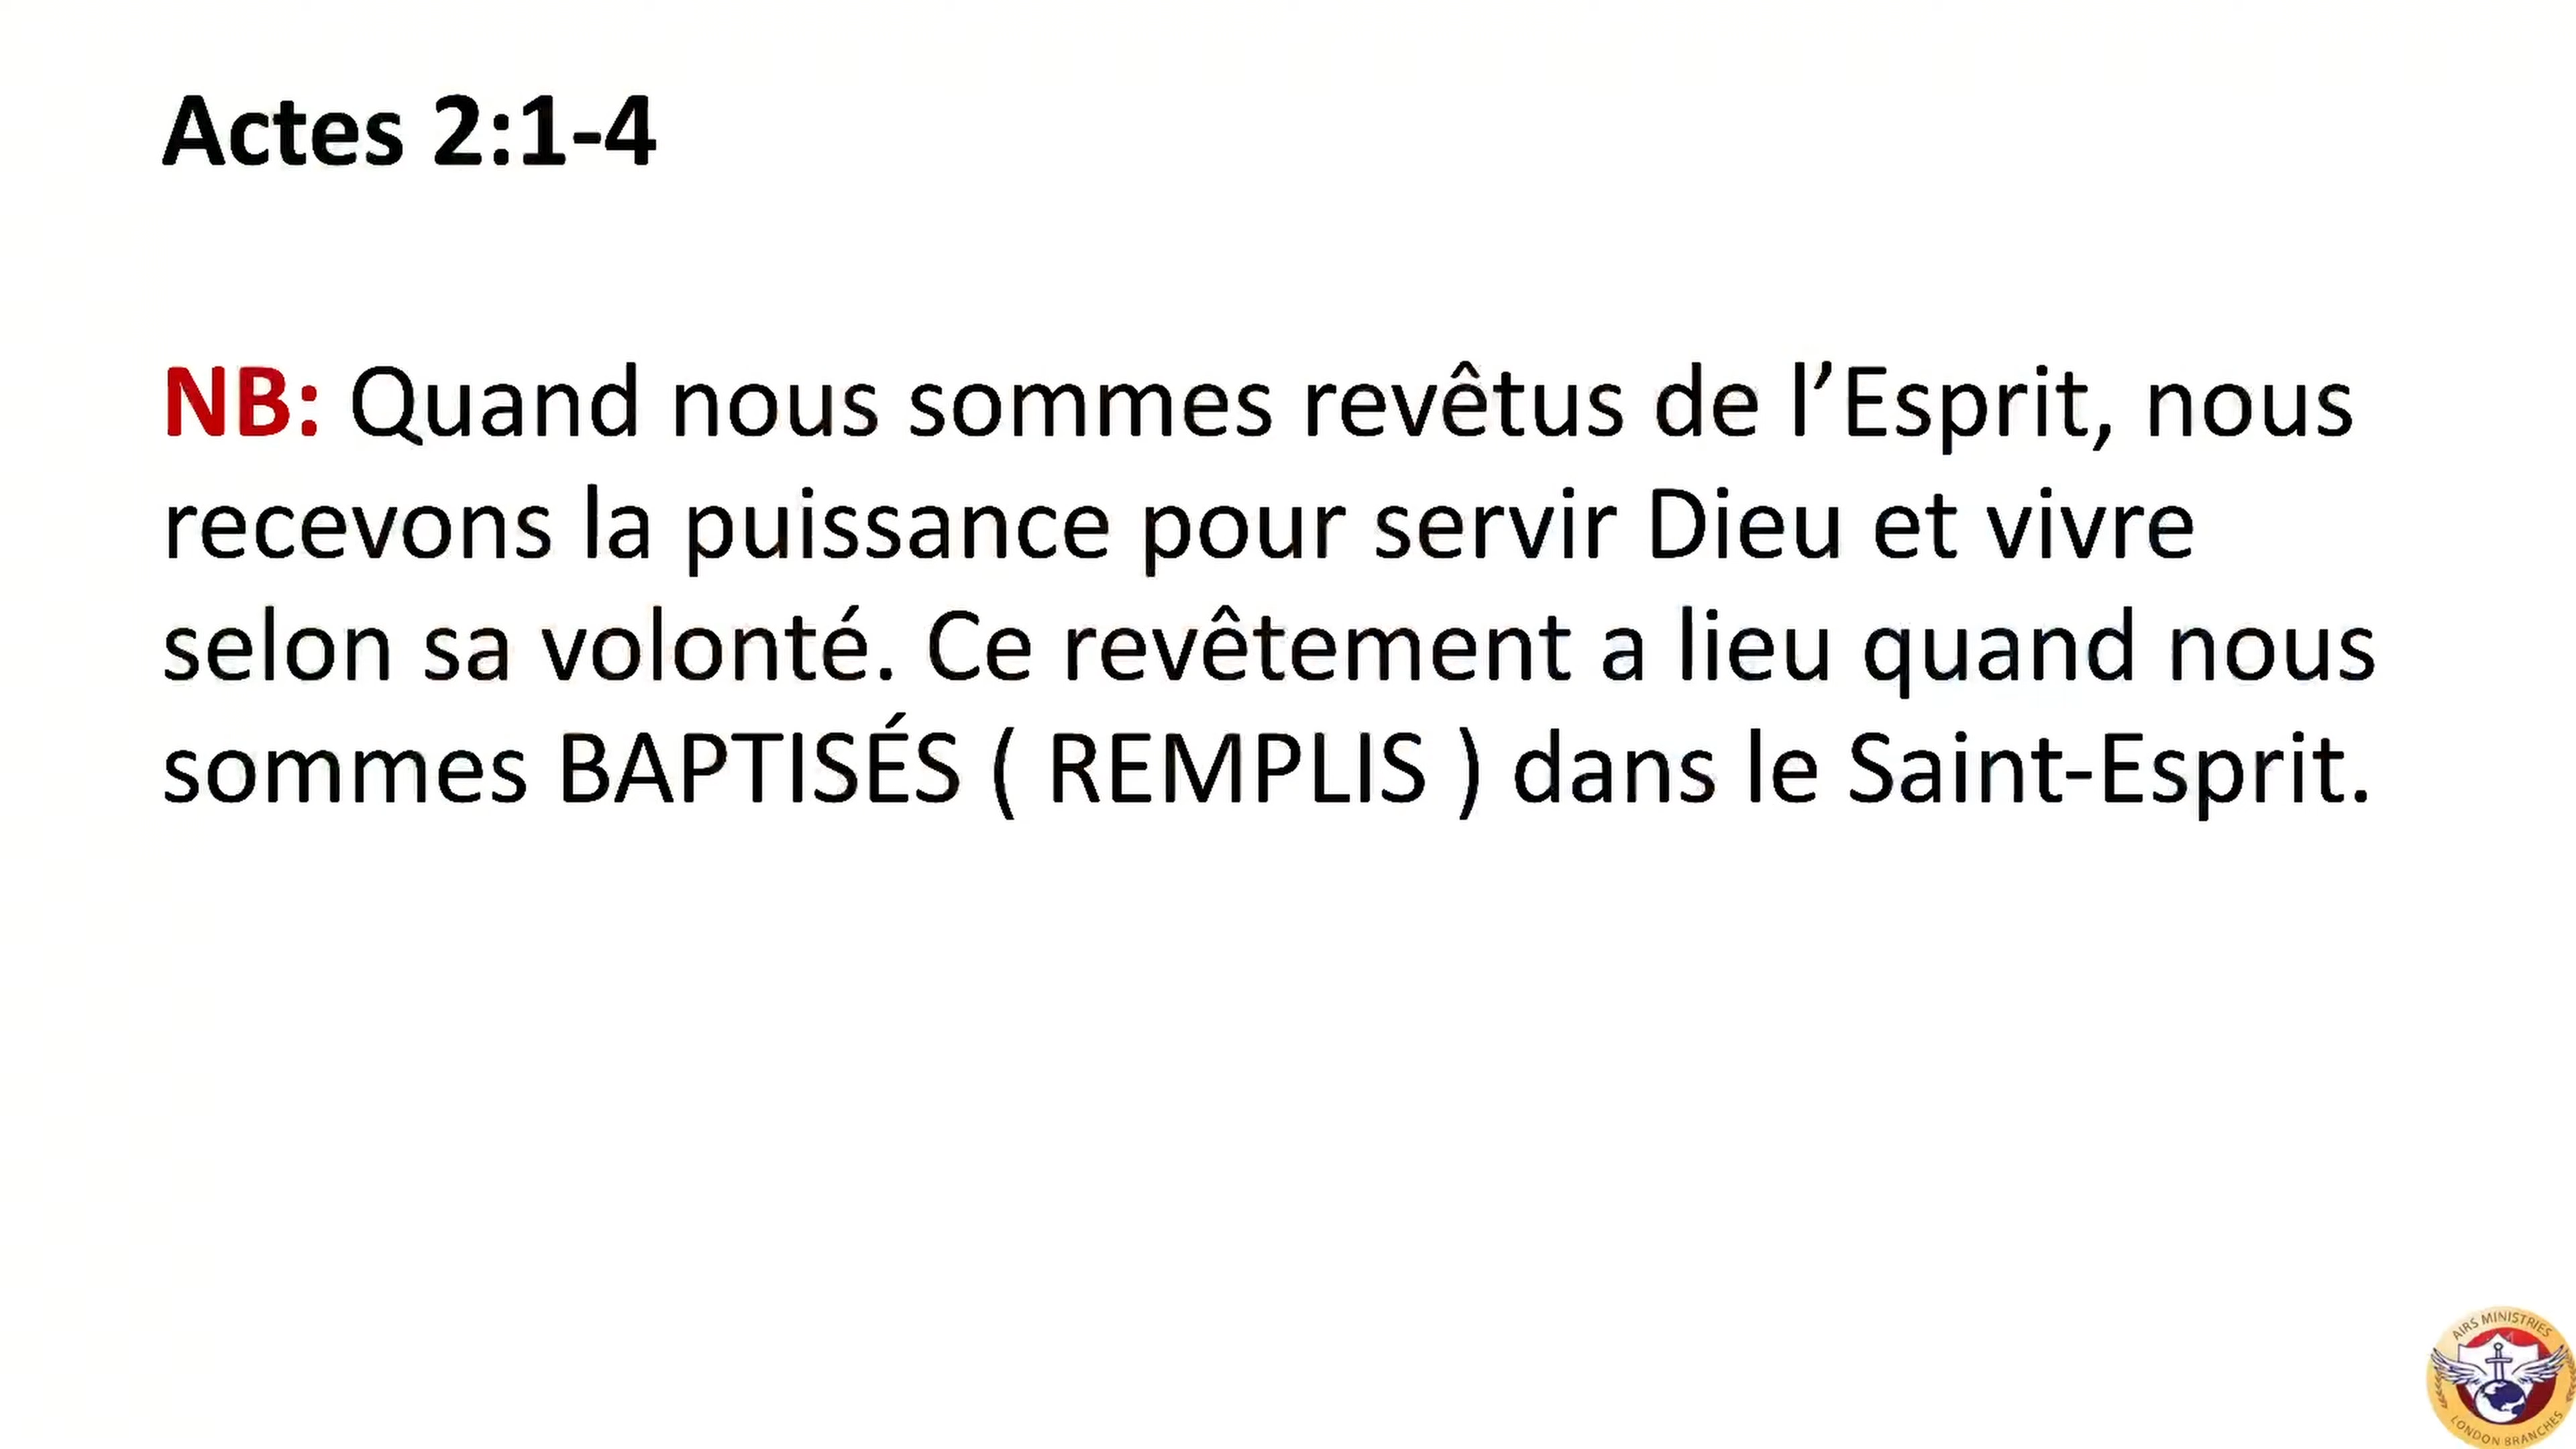 Actes 2:1-4
NB: Quand nous sommes revêtus de l’Esprit, nous
recevons la puissance pour servir Dieu et vivre
selon sa volonté. Ce revêtement a lieu quand nous
sommes BAPTISÉS ( REMPLIS ) dans le Saint-Esprit.
AIRS MINISTRIES
LONDON BRANCHES